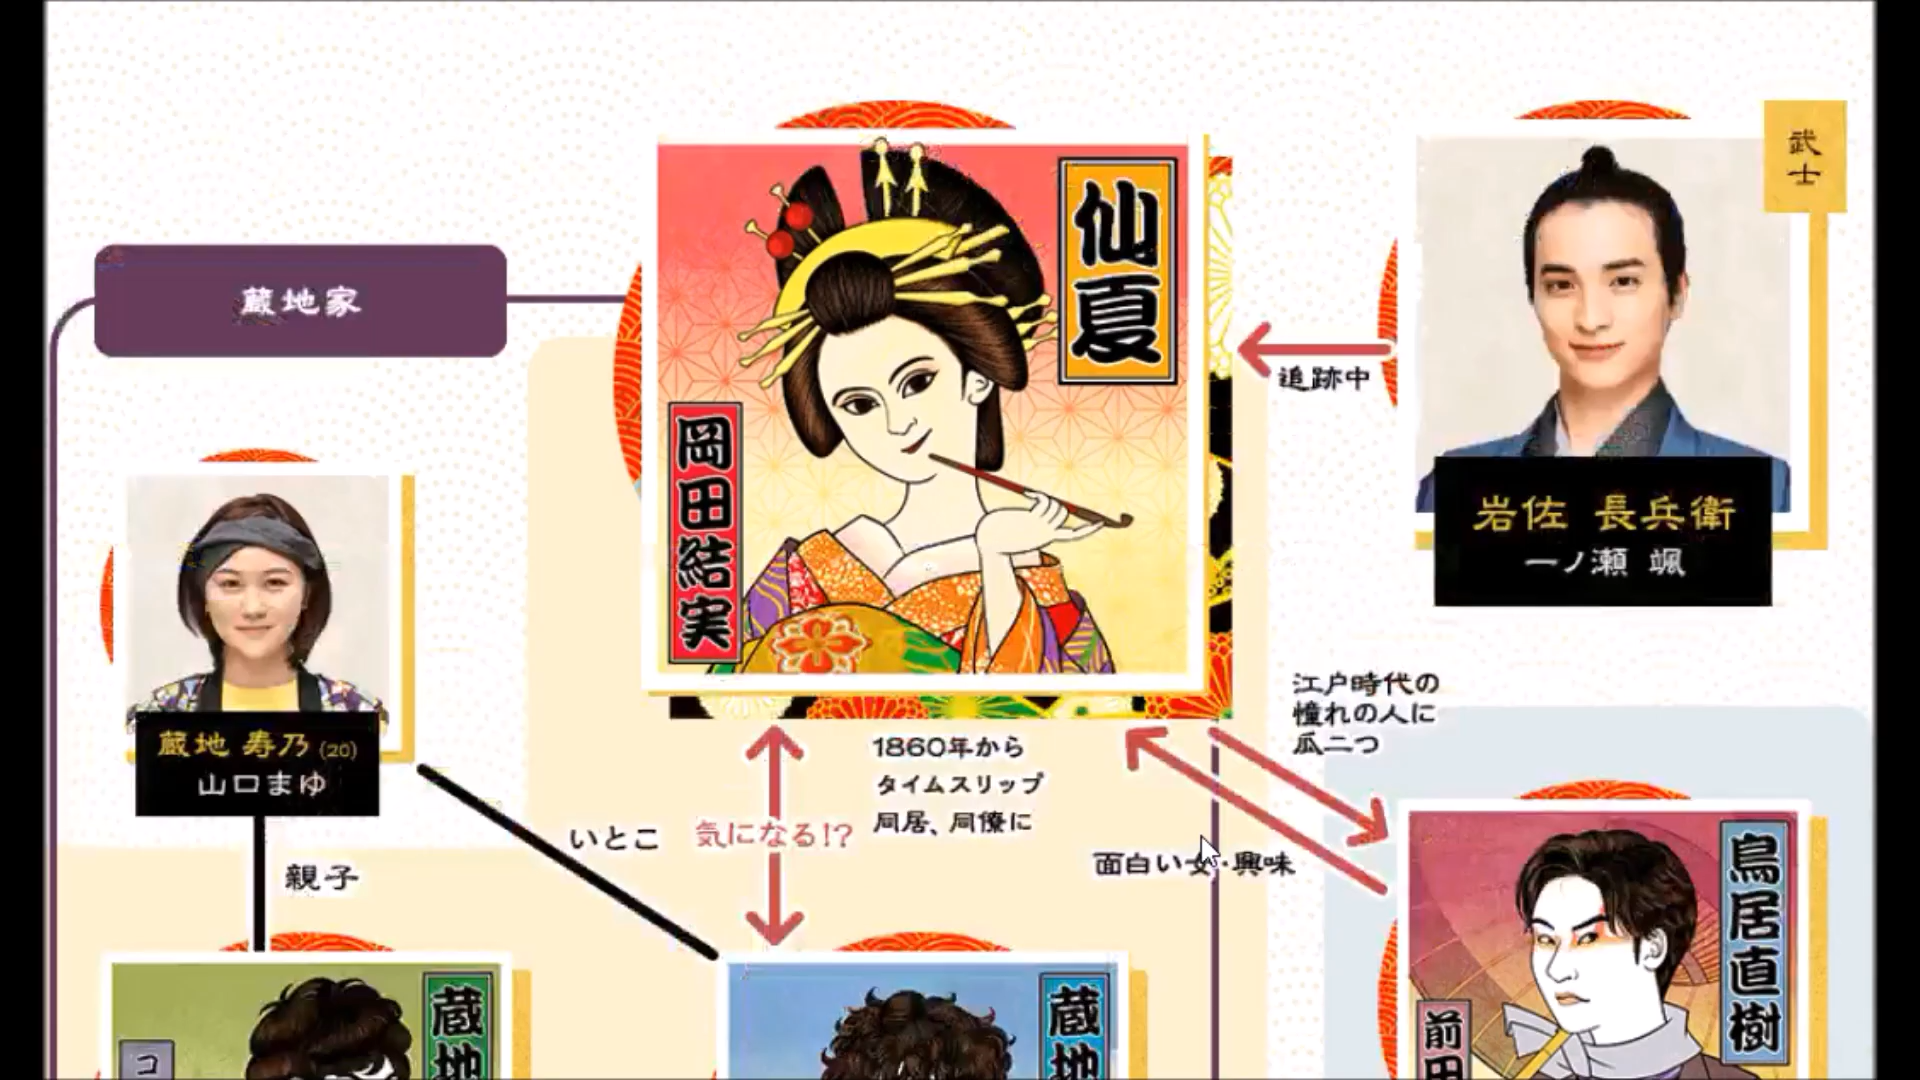 武士
仙夏
岡田結実
蔵地家
追跡中
岩佐 長兵衛
一ノ瀬 颯
江戸時代の
憧れの人に
瓜二つ
蔵地 寿乃 (20)
山口まゆ
1860年から
タイムスリップ
同居、同僚に
いとこ
気になる!?
面白い女・興味
親子
鳥居直樹
前田
蔵地
コ
蔵地